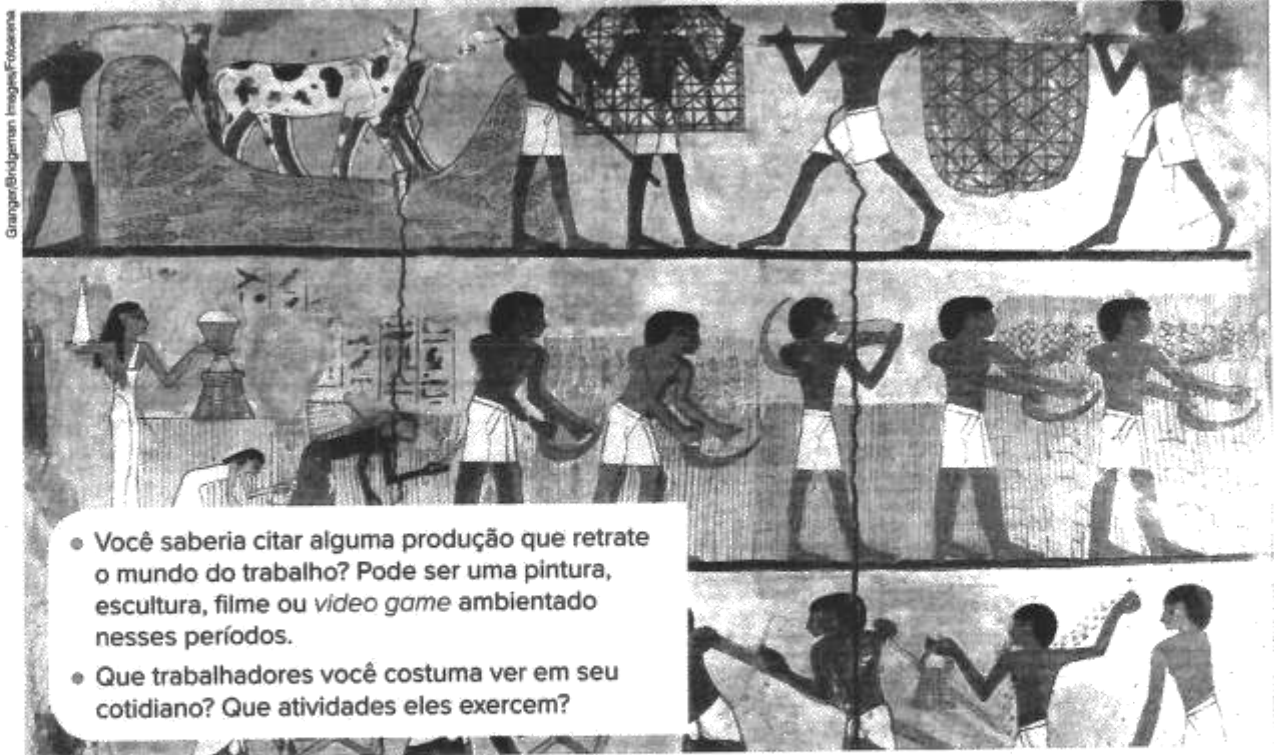 Granger/Bridgeman Images/Fotoarena
• Você saberia citar alguma produção que retrate
o mundo do trabalho? Pode ser uma pintura,
escultura, filme ou video game ambientado
nesses períodos.
• Que trabalhadores você costuma ver em seu
cotidiano? Que atividades eles exercem?